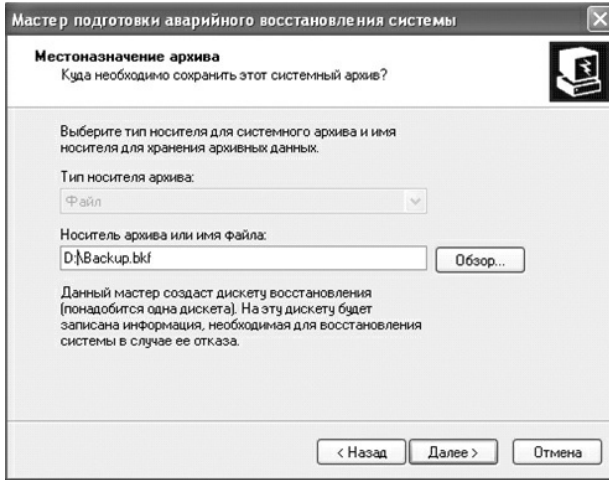 Мастер подготовки аварийного восстановления системы
Местоназначение архива
Куда необходимо сохранить этот системный архив?
Выберите тип носителя для системного архива и имя
носителя для хранения архивных данных.
Тип носителя архива:
Файл
Носитель архива или имя файла:
D:\Backup.bkf
Обзор...
Данный мастер создаст дискету восстановления
(понадобится одна дискета). На эту дискету будет
записана информация, необходимая для восстановления
системы в случае ее отказа.
< Назад Далее > Отмена